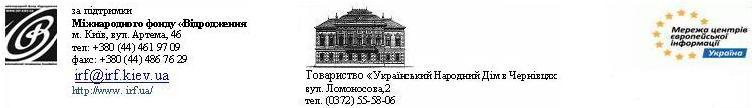 за підтримки
Міжнародного фонду «Відродження
м. Київ, вул. Артема, 46
тел: +380 (44) 461 97 09
факс: +380 (44) 486 76 29
irf@irf.kiev.ua
http://www. irf.ua/
Товариство «Український Народний Дім в Чернівцях
вул. Ломоносова,2
тел. (0372) 55-58-06
Мережа центрів
європейської
інформації
Україна